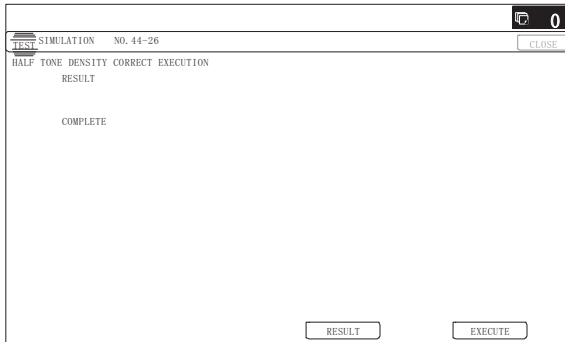 0
TEST SIMULATION NO. 44-26 CLOSE
HALF TONE DENSITY CORRECT EXECUTION
RESULT
COMPLETE
RESULT EXECUTE